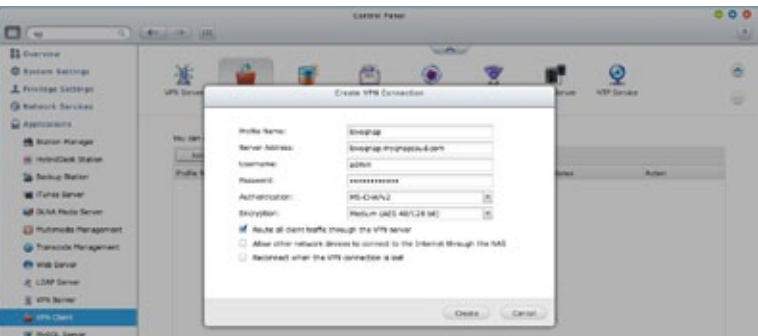 Control Panel
Overview
System Settings
Privilege Settings
Network Services
Applications
Station Manager
HybridDesk Station
Backup Station
iTunes Server
DLNA Media Server
Multimedia Management
Transcode Management
Web Server
LDAP Server
VPN Server
VPN Client
MySQL Server
VPN Server
NTP Service
Create VPN Connection
Profile Name:
Server Address:
Username: admin
Password: ••••••••••••
Authentication: MS-CHAPv2
Encryption: Medium (AES 40/128 bit)
Route all client traffic through the VPN server
Allow other network devices to connect to the Internet through the NAS
Reconnect when the VPN connection is lost
Create Cancel
Action